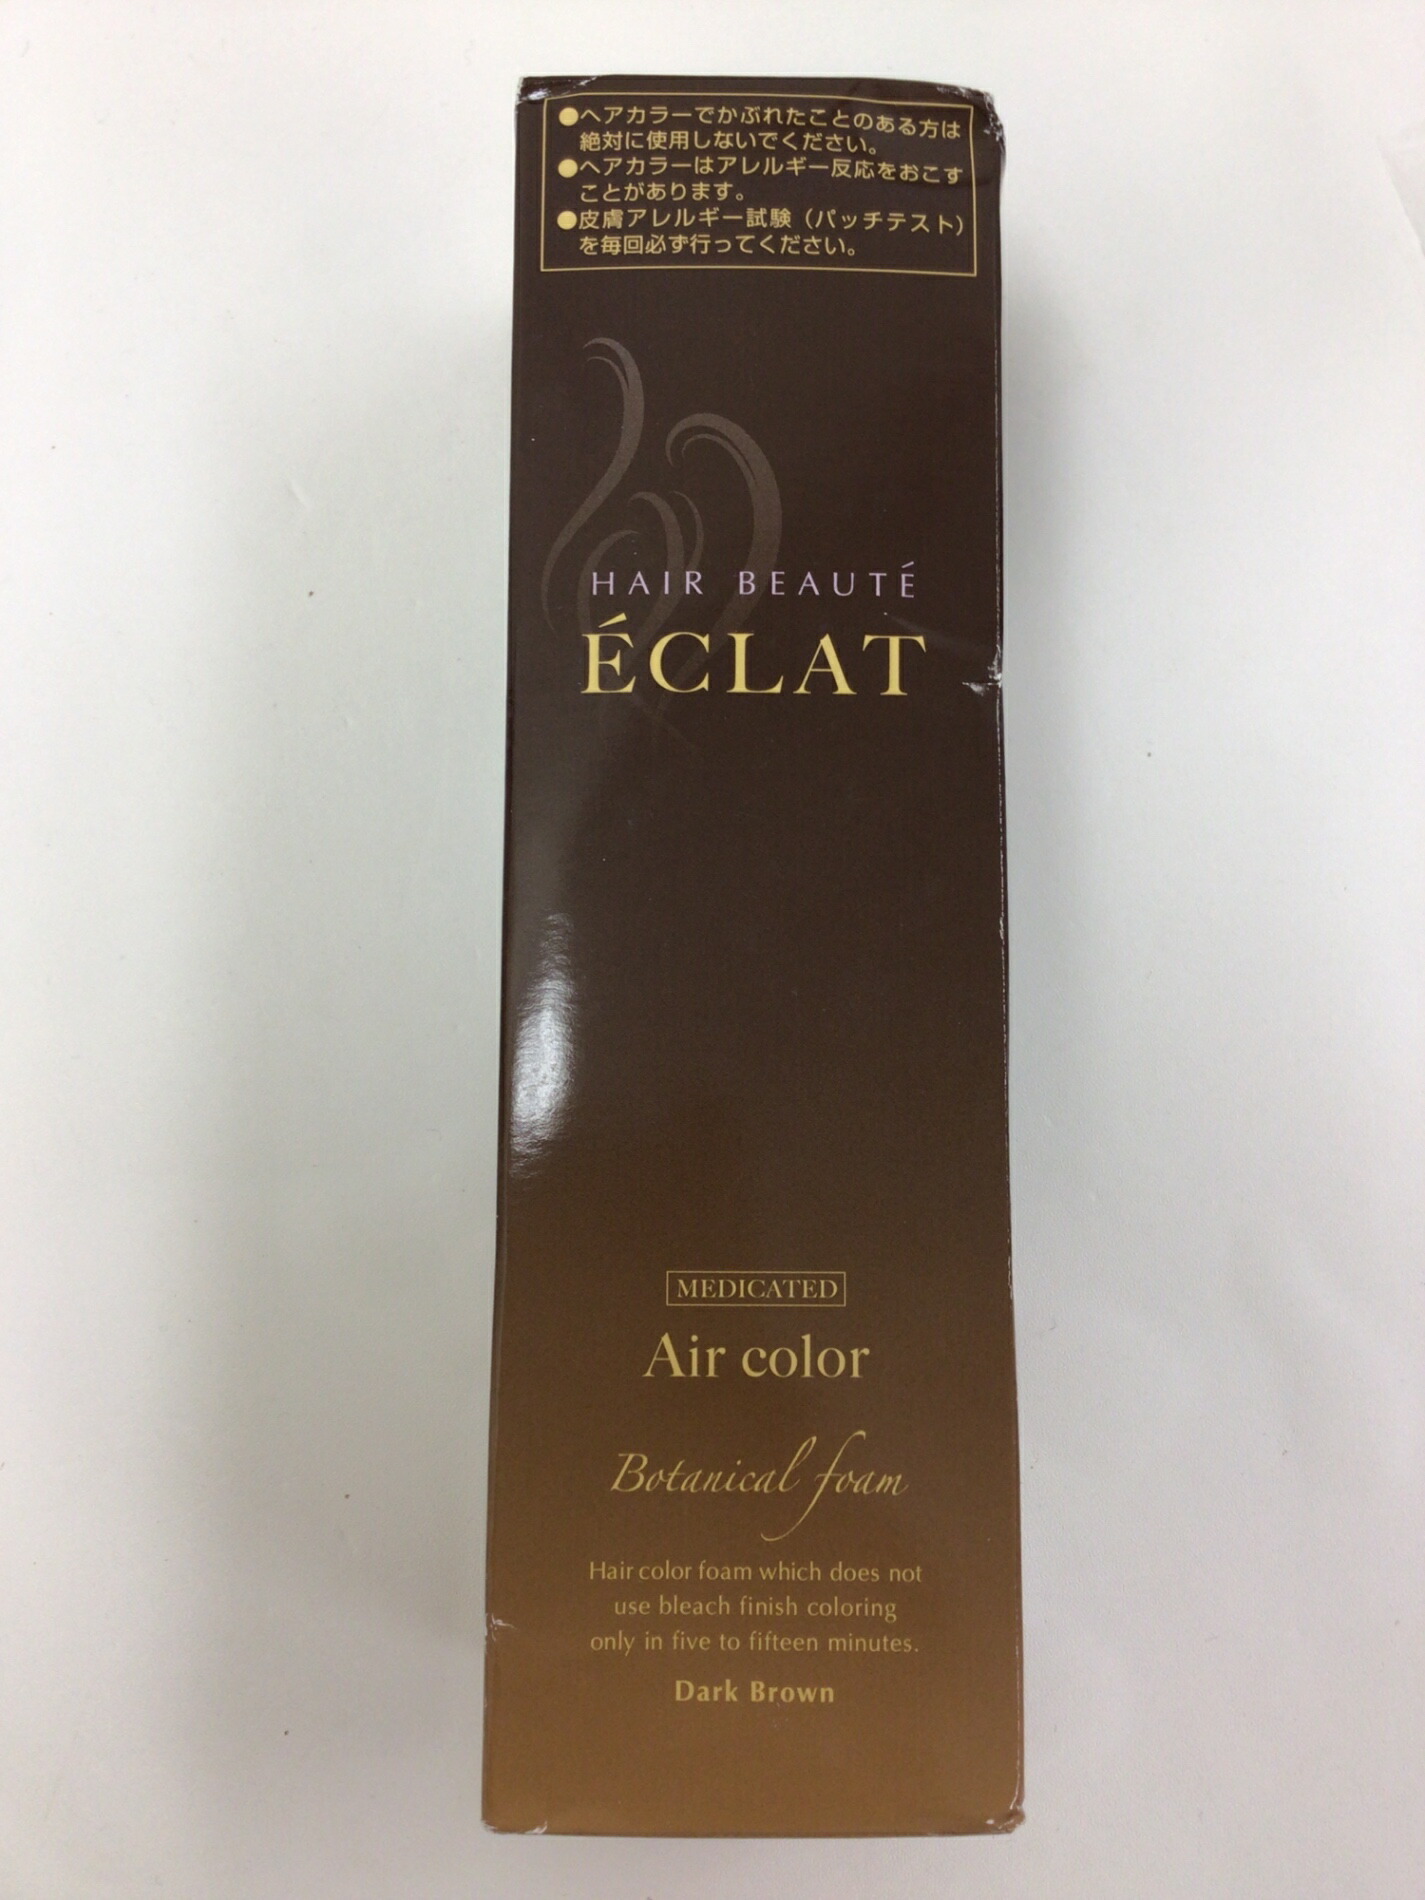 ●ヘアカラーでかぶれたことのある方は
絶対に使用しないでください。
●ヘアカラーはアレルギー反応をおこす
ことがあります。
●皮膚アレルギー試験（パッチテスト）
を毎回必ず行ってください。
HAIR BEAUTÉ
ÉCLAT
MEDICATED
Air color
Botanical foam
Hair color foam which does not
use bleach finish coloring
only in five to fifteen minutes.
Dark Brown